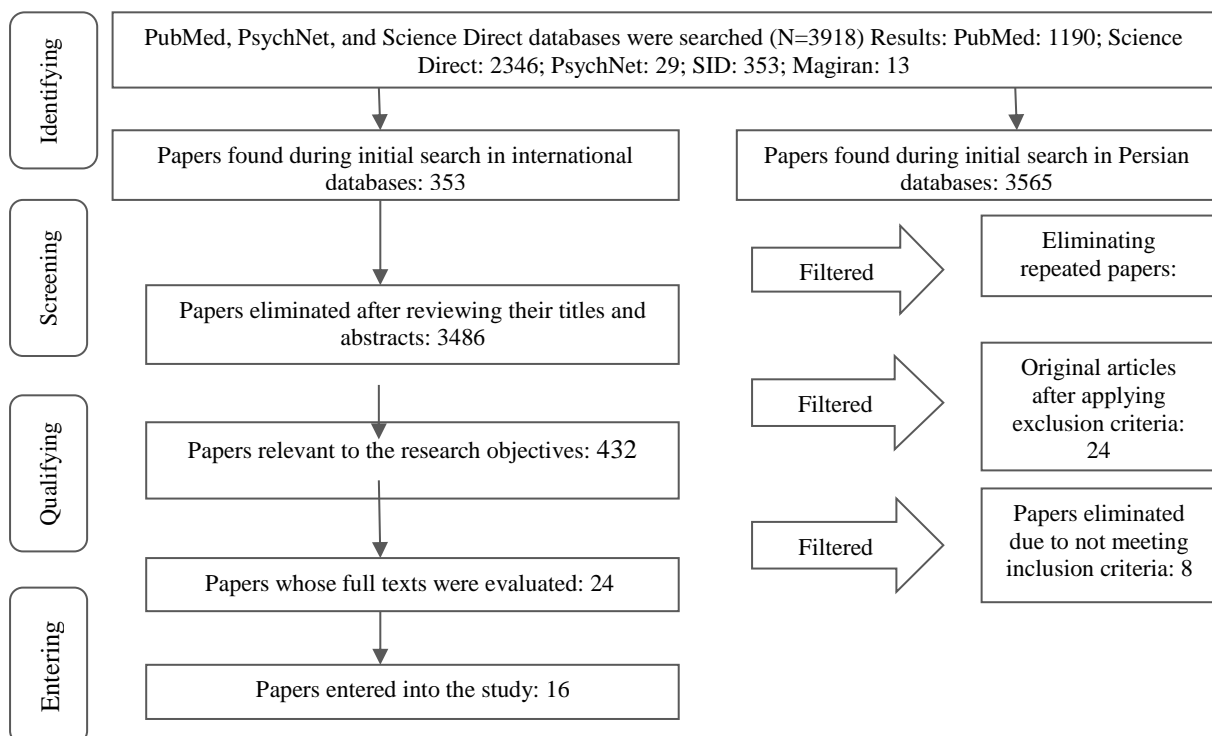 Identifying
PubMed, PsychNet, and Science Direct databases were searched (N=3918) Results: PubMed: 1190; Science
Direct: 2346; PsychNet: 29; SID: 353; Magiran: 13
Papers found during initial search in international
databases: 353
Papers found during initial search in Persian
databases: 3565
Screening
Papers eliminated after reviewing their titles and
abstracts: 3486
Filtered
Eliminating
repeated papers:
Qualifying
Papers relevant to the research objectives: 432
Filtered
Original articles
after applying
exclusion criteria:
24
Papers whose full texts were evaluated: 24
Filtered
Papers eliminated
due to not meeting
inclusion criteria: 8
Entering
Papers entered into the study: 16